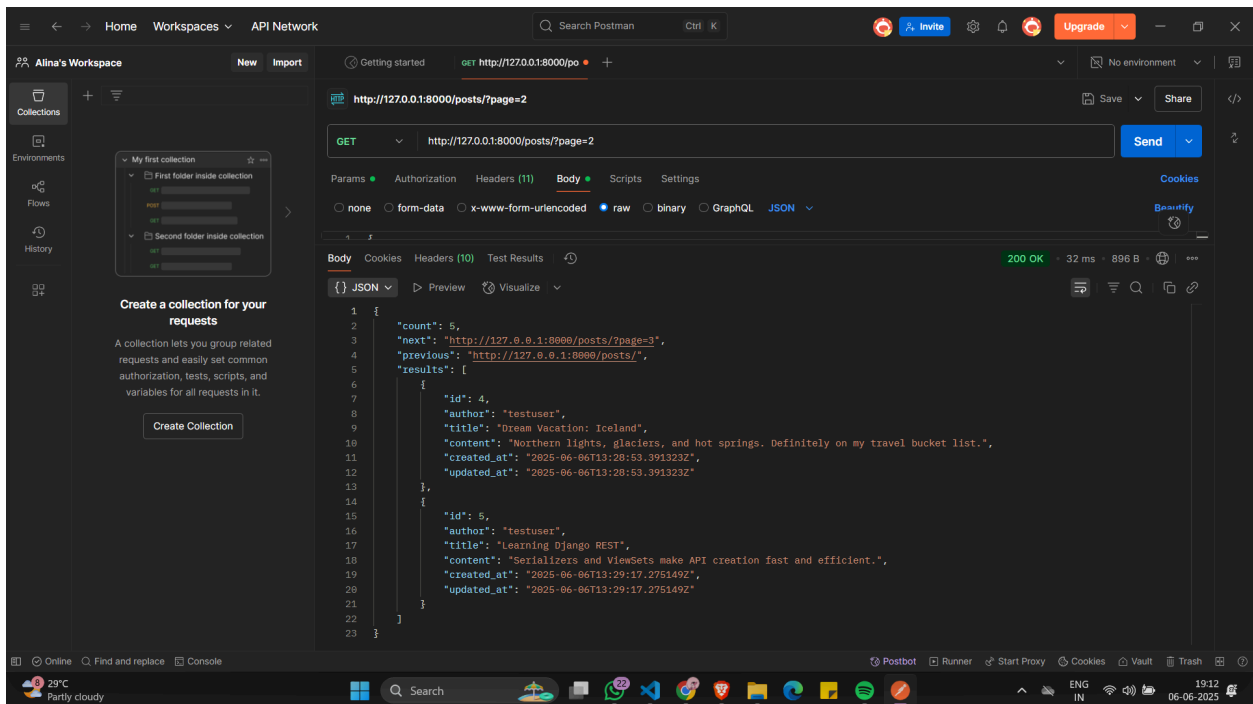 Home Workspaces API Network Search Postman Ctrl K Invite Upgrade
Alina's Workspace New Import Getting started GET http://127.0.0.1:8000/po No environment
Collections
Environments
Flows
History
My first collection
First folder inside collection
GET
POST
GET
Second folder inside collection
GET
GET
Create a collection for your
requests
A collection lets you group related
requests and easily set common
authorization, tests, scripts, and
variables for all requests in it.
Create Collection
HTTP http://127.0.0.1:8000/posts/?page=2 Save Share
GET http://127.0.0.1:8000/posts/?page=2 Send
Params Authorization Headers (11) Body Scripts Settings Cookies
none form-data x-www-form-urlencoded raw binary GraphQL JSON Beautify
1 {
Body Cookies Headers (10) Test Results 200 OK 32 ms 896 B
{} JSON Preview Visualize
1 {
2 "count": 5,
3 "next": "http://127.0.0.1:8000/posts/?page=3",
4 "previous": "http://127.0.0.1:8000/posts/",
5 "results": [
6 {
7 "id": 4,
8 "author": "testuser",
9 "title": "Dream Vacation: Iceland",
10 "content": "Northern lights, glaciers, and hot springs. Definitely on my travel bucket list.",
11 "created_at": "2025-06-06T13:28:53.391323Z",
12 "updated_at": "2025-06-06T13:28:53.391323Z"
13 },
14 {
15 "id": 5,
16 "author": "testuser",
17 "title": "Learning Django REST",
18 "content": "Serializers and ViewSets make API creation fast and efficient.",
19 "created_at": "2025-06-06T13:29:17.275149Z",
20 "updated_at": "2025-06-06T13:29:17.275149Z"
21 }
22 ]
23 }
Online Find and replace Console Postbot Runner Start Proxy Cookies Vault Trash
8 29°C
Partly cloudy
Search 22
ENG
IN
19:12
06-06-2025